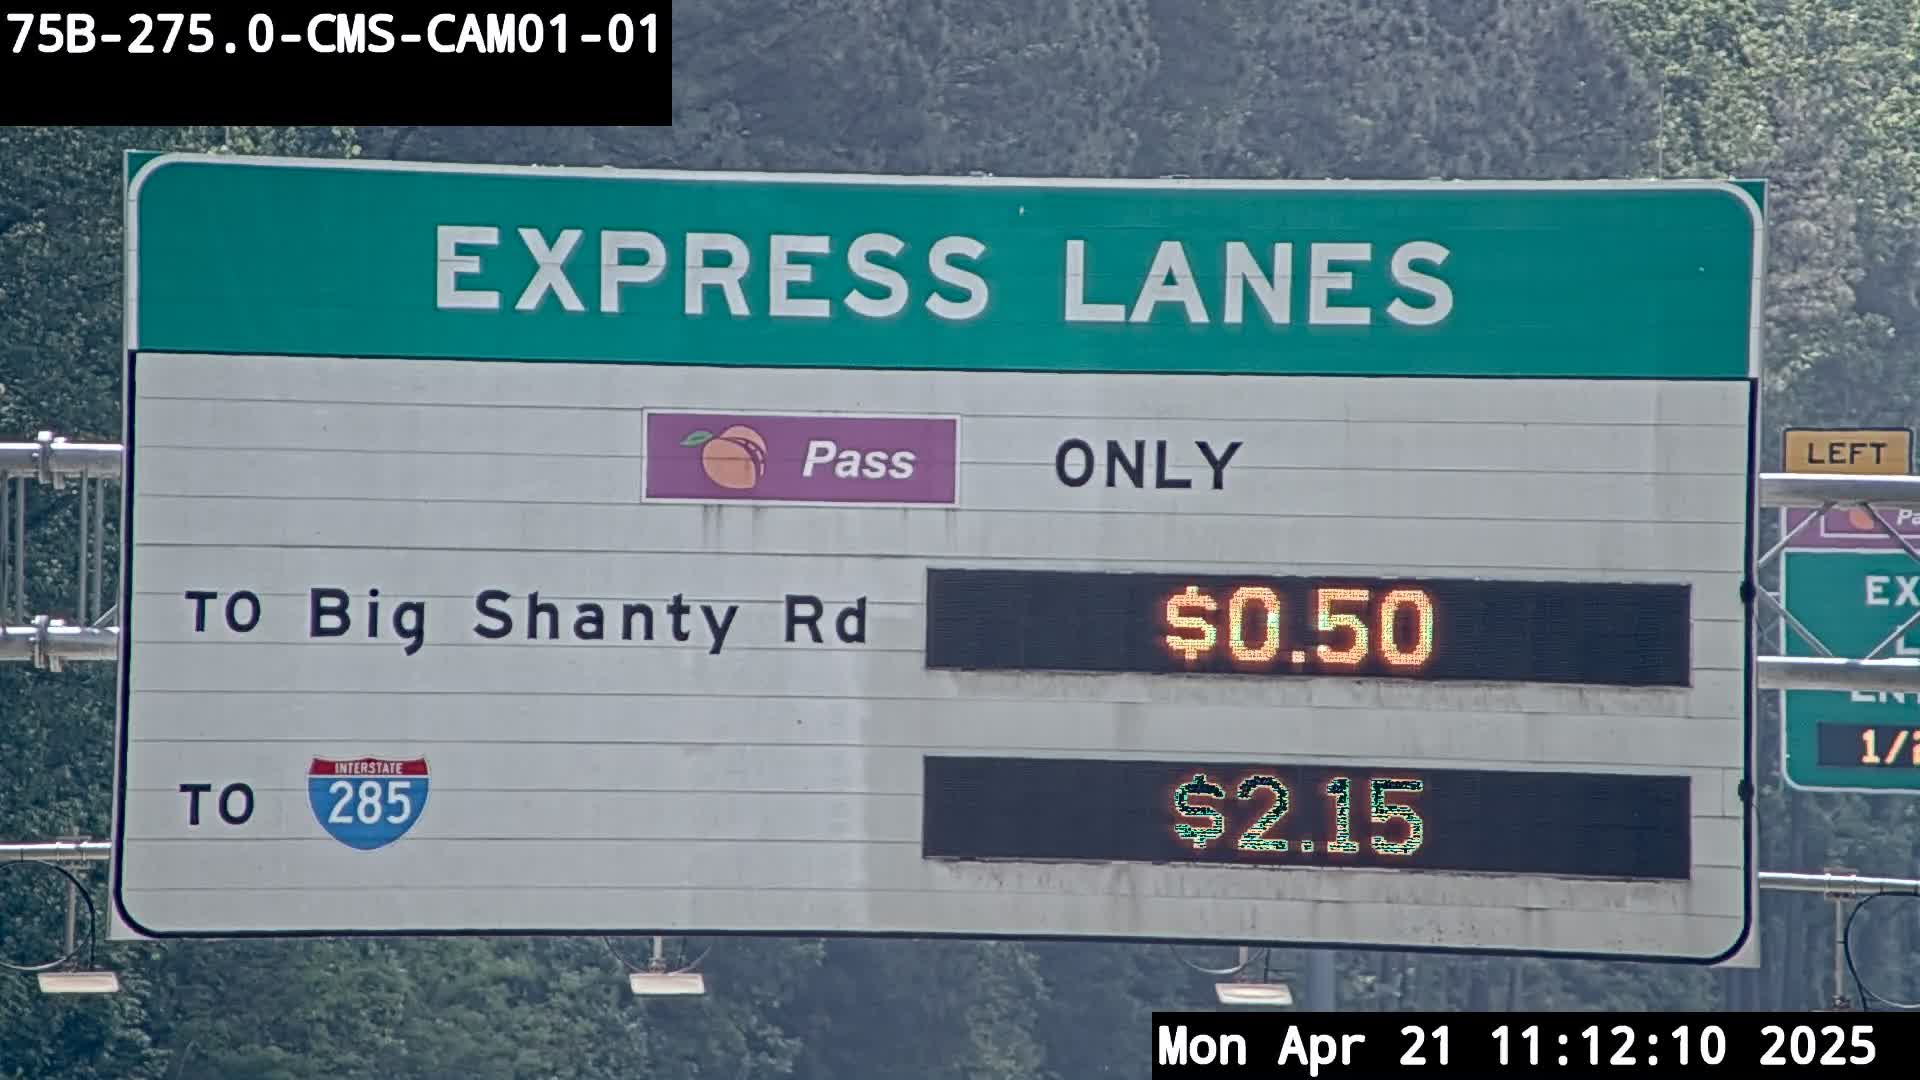 75B-275.0-CMS-CAM01-01
EXPRESS LANES
Pass ONLY
LEFT
TO Big Shanty Rd $0.50
EX
TO INTERSTATE 285 $2.15
Mon Apr 21 11:12:10 2025